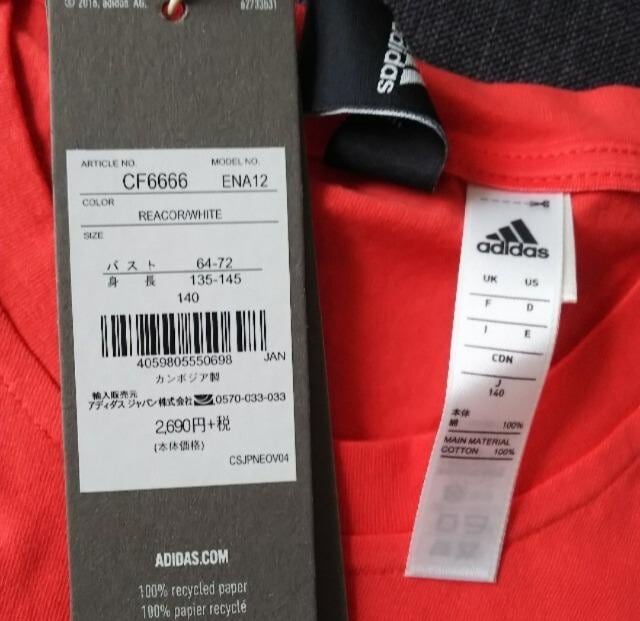 © 2018, adidas AG.
62733631
ARTICLE NO.
MODEL NO.
CF6666
ENA12
COLOR
REACOR/WHITE
SIZE
バスト 64-72
身長 135-145
140
4059805550698
JAN
カンボジア製
輸入販売元
アディダス ジャパン株式会社 0570-033-033
2,690円+税
(本体価格)
CSJPNEOV04
ADIDAS.COM
100% recycled paper
100% papier recyclé
adidas
adidas
UK US
F D
I E
CDN
J
140
本体
綿 100%
MAIN MATERIAL
COTTON 100%